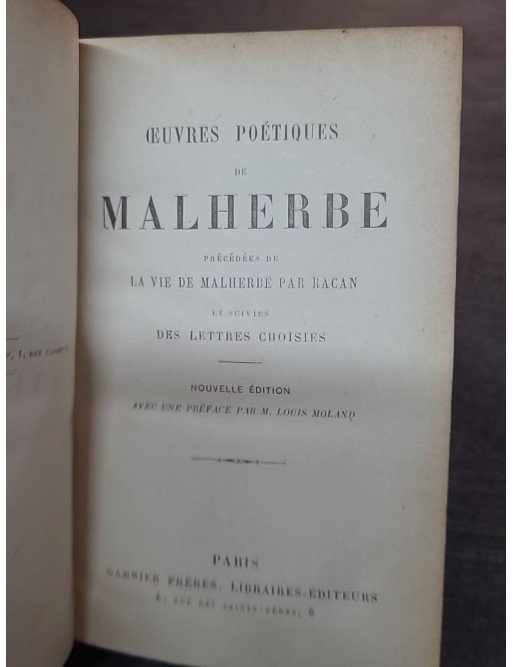 ŒUVRES POÉTIQUES
DE
MALHERBE
PRÉCÉDÉES DE
LA VIE DE MALHERBE PAR RACAN
ET SUIVIES
DES LETTRES CHOISIES
NOUVELLE ÉDITION
AVEC UNE PRÉFACE PAR M. LOUIS MOLAND
PARIS
GARNIER FRÈRES, LIBRAIRES-ÉDITEURS
6, RUE DES SAINTS-PÈRES, 6